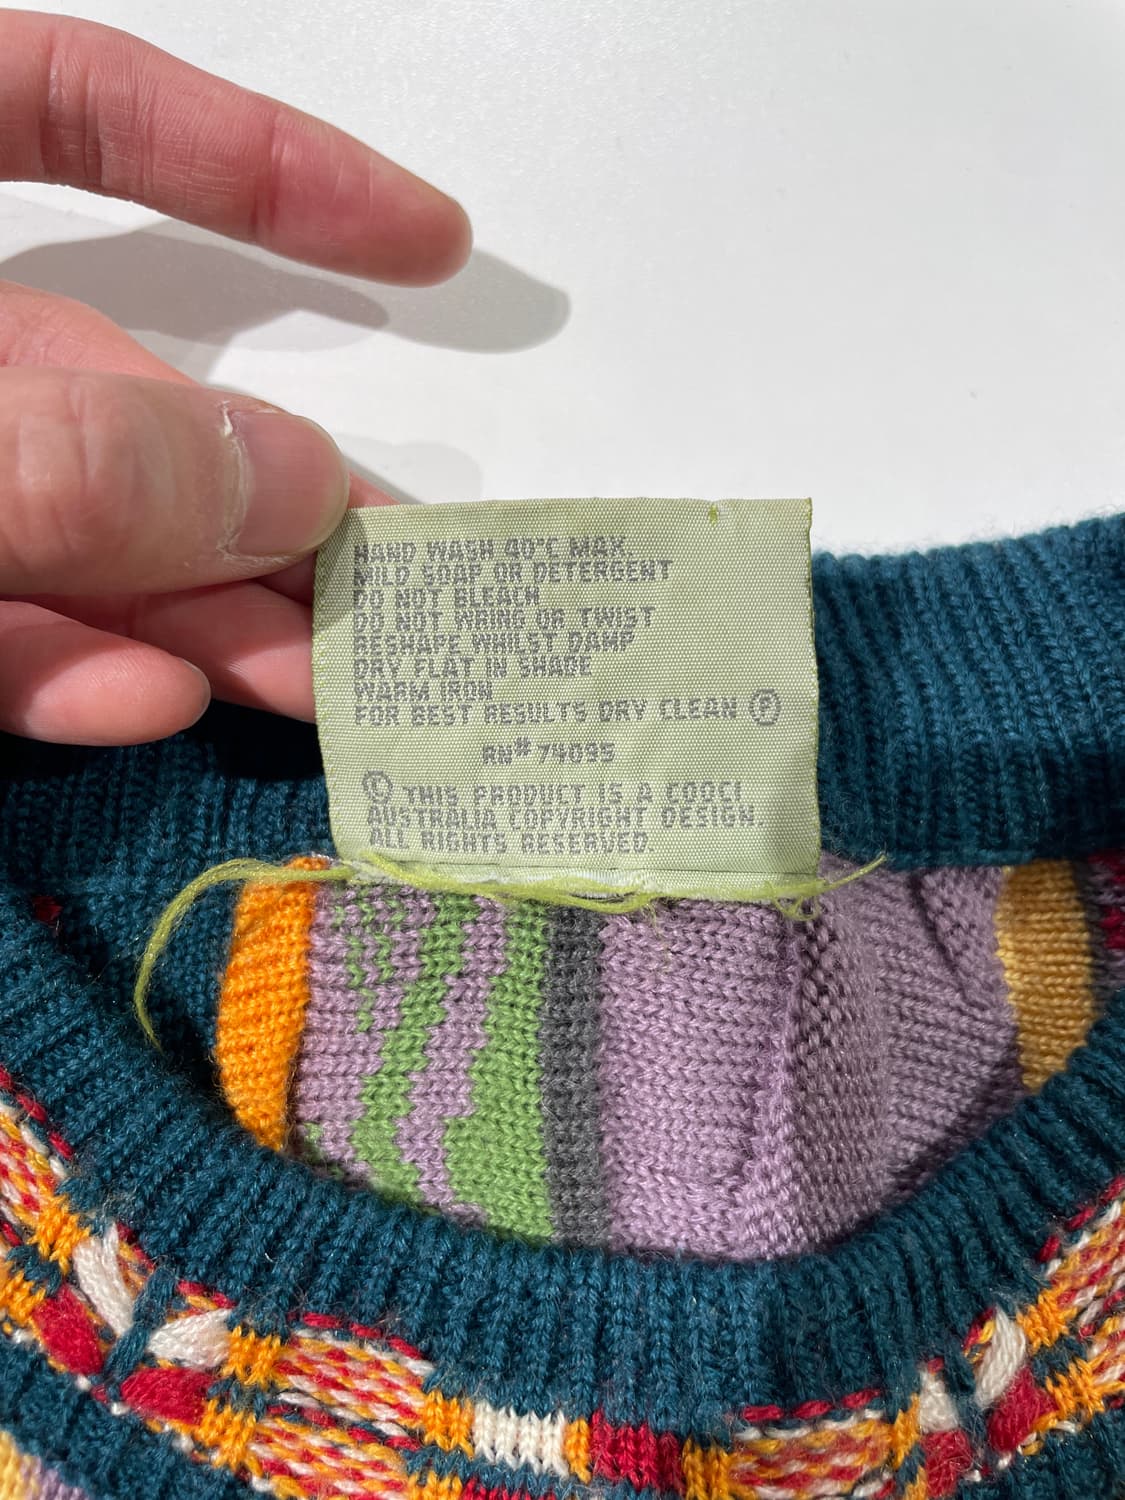 HAND WASH 40°C MAX.
MILD SOAP OR DETERGENT
DO NOT BLEACH
DO NOT WRING OR TWIST
RESHAPE WHILST DAMP
DRY FLAT IN SHADE
WARM IRON
FOR BEST RESULTS DRY CLEAN Ⓟ
RN# 74095
© THIS PRODUCT IS A COOGI
AUSTRALIA COPYRIGHT DESIGN.
ALL RIGHTS RESERVED.